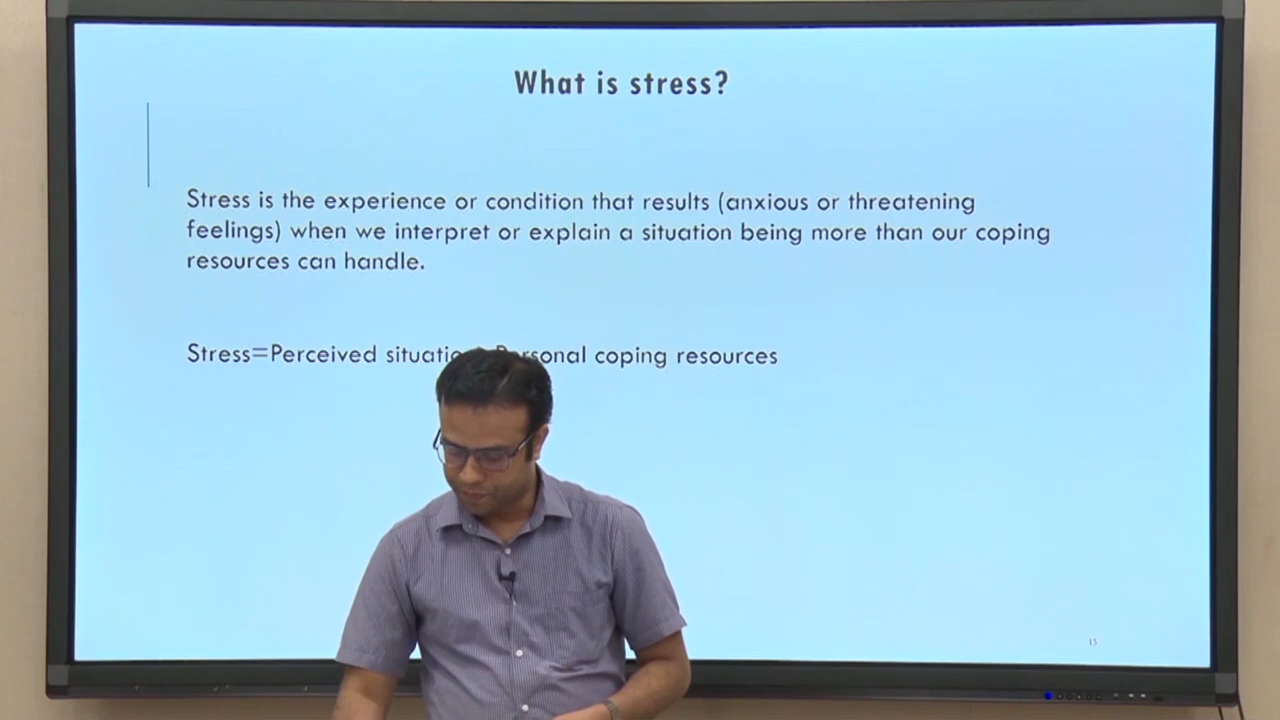 What is stress?
Stress is the experience or condition that results (anxious or threatening
feelings) when we interpret or explain a situation being more than our coping
resources can handle.
Stress=Perceived situation Personal coping resources
15